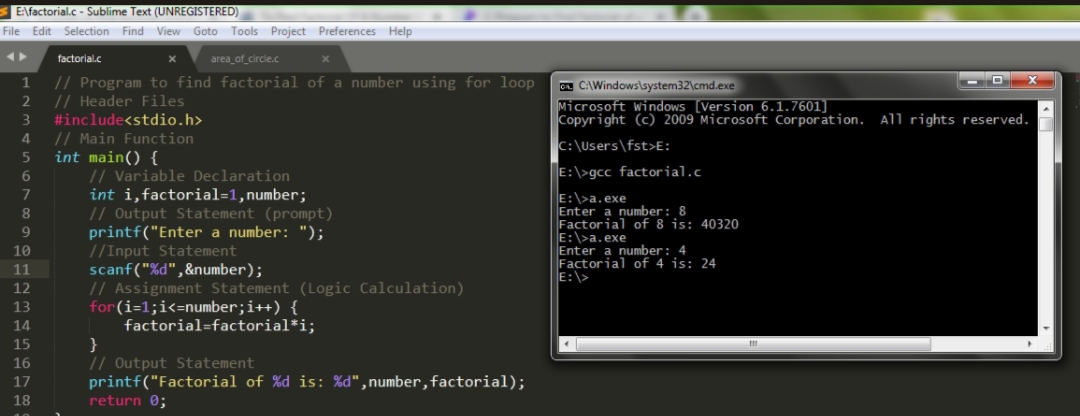 E:\factorial.c - Sublime Text (UNREGISTERED)
File Edit Selection Find View Goto Tools Project Preferences Help
factorial.c × area_of_circle.c ×
1 // Program to find factorial of a number using for loop
2 // Header Files
3 #include<stdio.h>
4 // Main Function
5 int main() {
6 // Variable Declaration
7 int i,factorial=1,number;
8 // Output Statement (prompt)
9 printf("Enter a number: ");
10 //Input Statement
11 scanf("%d",&number);
12 // Assignment Statement (Logic Calculation)
13 for(i=1;i<=number;i++) {
14 factorial=factorial*i;
15 }
16 // Output Statement
17 printf("Factorial of %d is: %d",number,factorial);
18 return 0;
C:\Windows\system32\cmd.exe
Microsoft Windows [Version 6.1.7601]
Copyright (c) 2009 Microsoft Corporation. All rights reserved.
C:\Users\fst>E:
E:\>gcc factorial.c
E:\>a.exe
Enter a number: 8
Factorial of 8 is: 40320
E:\>a.exe
Enter a number: 4
Factorial of 4 is: 24
E:\>